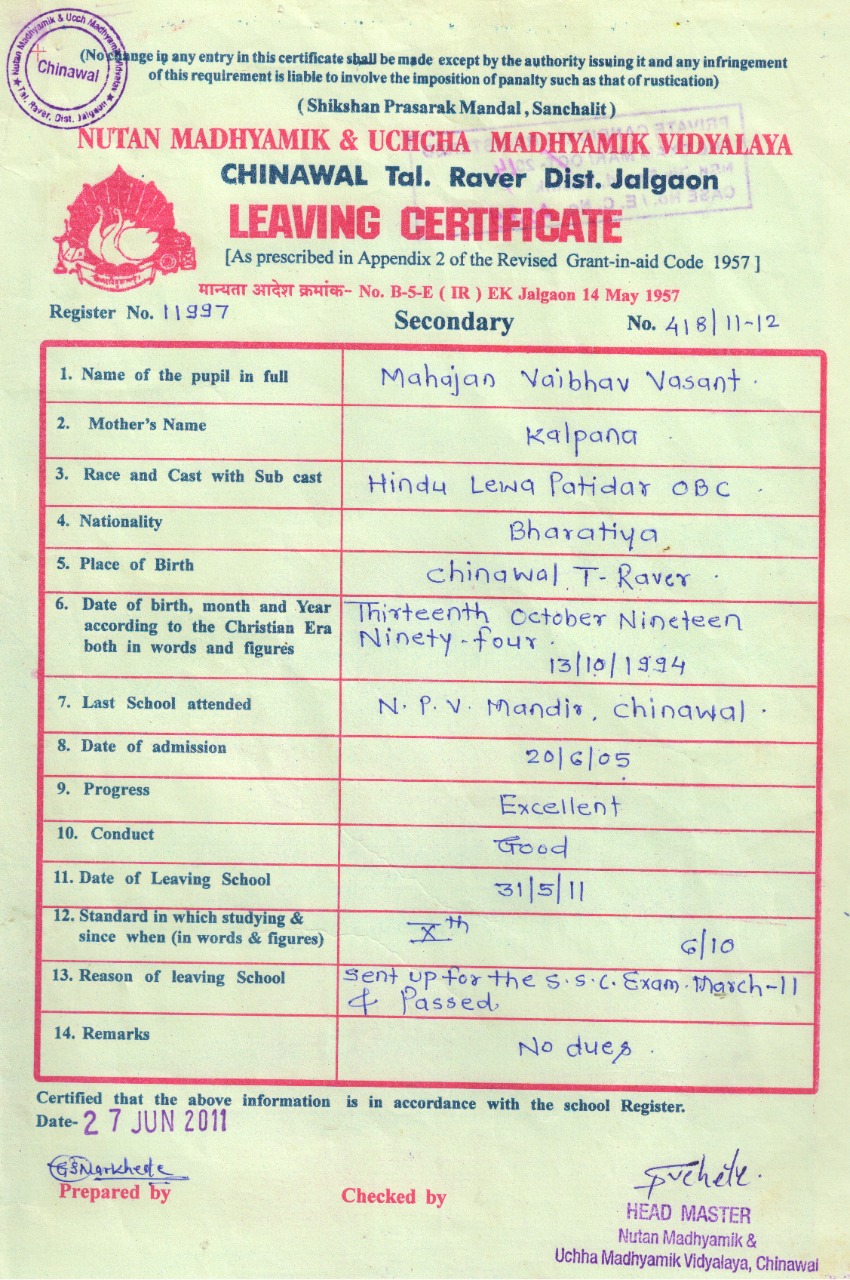 Nutan Madhyamik & Ucch Madhyamik Vidyalaya
Chinawal
Tal. Raver, Dist. Jalgaon
(No change in any entry in this certificate shall be made except by the authority issuing it and any infringement
of this requirement is liable to involve the imposition of panalty such as that of rustication)
(Shikshan Prasarak Mandal, Sanchalit)
NUTAN MADHYAMIK & UCHCHA MADHYAMIK VIDYALAYA
CHINAWAL Tal. Raver Dist. Jalgaon
LEAVING CERTIFICATE
[As prescribed in Appendix 2 of the Revised Grant-in-aid Code 1957]
मान्यता आदेश क्रमांक- No. B-5-E ( IR ) EK Jalgaon 14 May 1957
Register No. 11997
Secondary No. 418/11-12
1. Name of the pupil in full Mahajan Vaibhav Vasant.
2. Mother's Name Kalpana
3. Race and Cast with Sub cast Hindu Lewa Patidar OBC.
4. Nationality Bharatiya
5. Place of Birth Chinawal T-Raver.
6. Date of birth, month and Year Thirteenth October Nineteen
according to the Christian Era Ninety-four.
both in words and figures 13/10/1994
7. Last School attended N.P.V. Mandir, Chinawal.
8. Date of admission 20/6/05
9. Progress Excellent
10. Conduct Good
11. Date of Leaving School 31/5/11
12. Standard in which studying & Xth
since when (in words & figures) 6/10
13. Reason of leaving School Sent up for the S.S.C. Exam. March-11
& Passed.
14. Remarks No dues.
Certified that the above information is in accordance with the school Register.
Date- 27 JUN 2011
GSNarkhede
Prepared by Checked by
HEAD MASTER
Nutan Madhyamik &
Uchha Madhyamik Vidyalaya, Chinawal